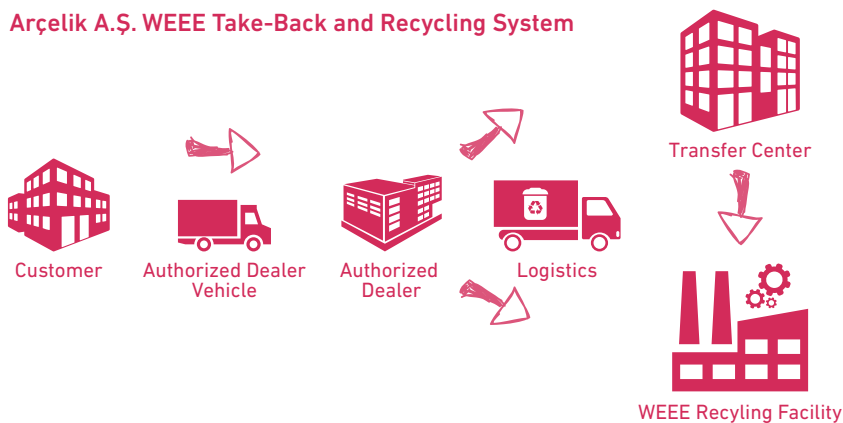 Arçelik A.Ş. WEEE Take-Back and Recycling System
Transfer Center
Customer
Authorized Dealer
Vehicle
Authorized
Dealer
Logistics
WEEE Recyling Facility